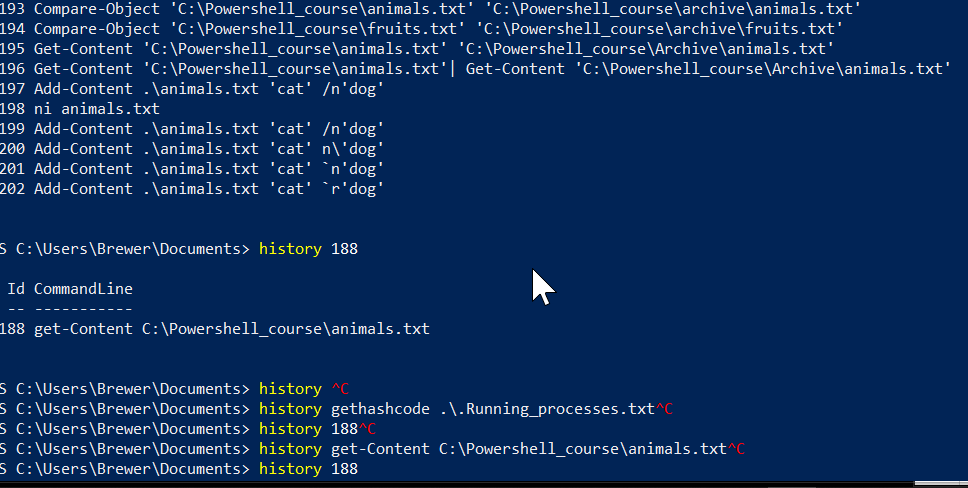 193 Compare-Object 'C:\Powershell_course\animals.txt' 'C:\Powershell_course\archive\animals.txt'
194 Compare-Object 'C:\Powershell_course\fruits.txt' 'C:\Powershell_course\archive\fruits.txt'
195 Get-Content 'C:\Powershell_course\animals.txt' 'C:\Powershell_course\Archive\animals.txt'
196 Get-Content 'C:\Powershell_course\animals.txt'| Get-Content 'C:\Powershell_course\Archive\animals.txt'
197 Add-Content .\animals.txt 'cat' /n'dog'
198 ni animals.txt
199 Add-Content .\animals.txt 'cat' /n'dog'
200 Add-Content .\animals.txt 'cat' n\'dog'
201 Add-Content .\animals.txt 'cat' `n'dog'
202 Add-Content .\animals.txt 'cat' `r'dog'
S C:\Users\Brewer\Documents> history 188
Id CommandLine
-- -----------
188 get-Content C:\Powershell_course\animals.txt
S C:\Users\Brewer\Documents> history ^C
S C:\Users\Brewer\Documents> history gethashcode .\.Running_processes.txt^C
S C:\Users\Brewer\Documents> history 188^C
S C:\Users\Brewer\Documents> history get-Content C:\Powershell_course\animals.txt^C
S C:\Users\Brewer\Documents> history 188